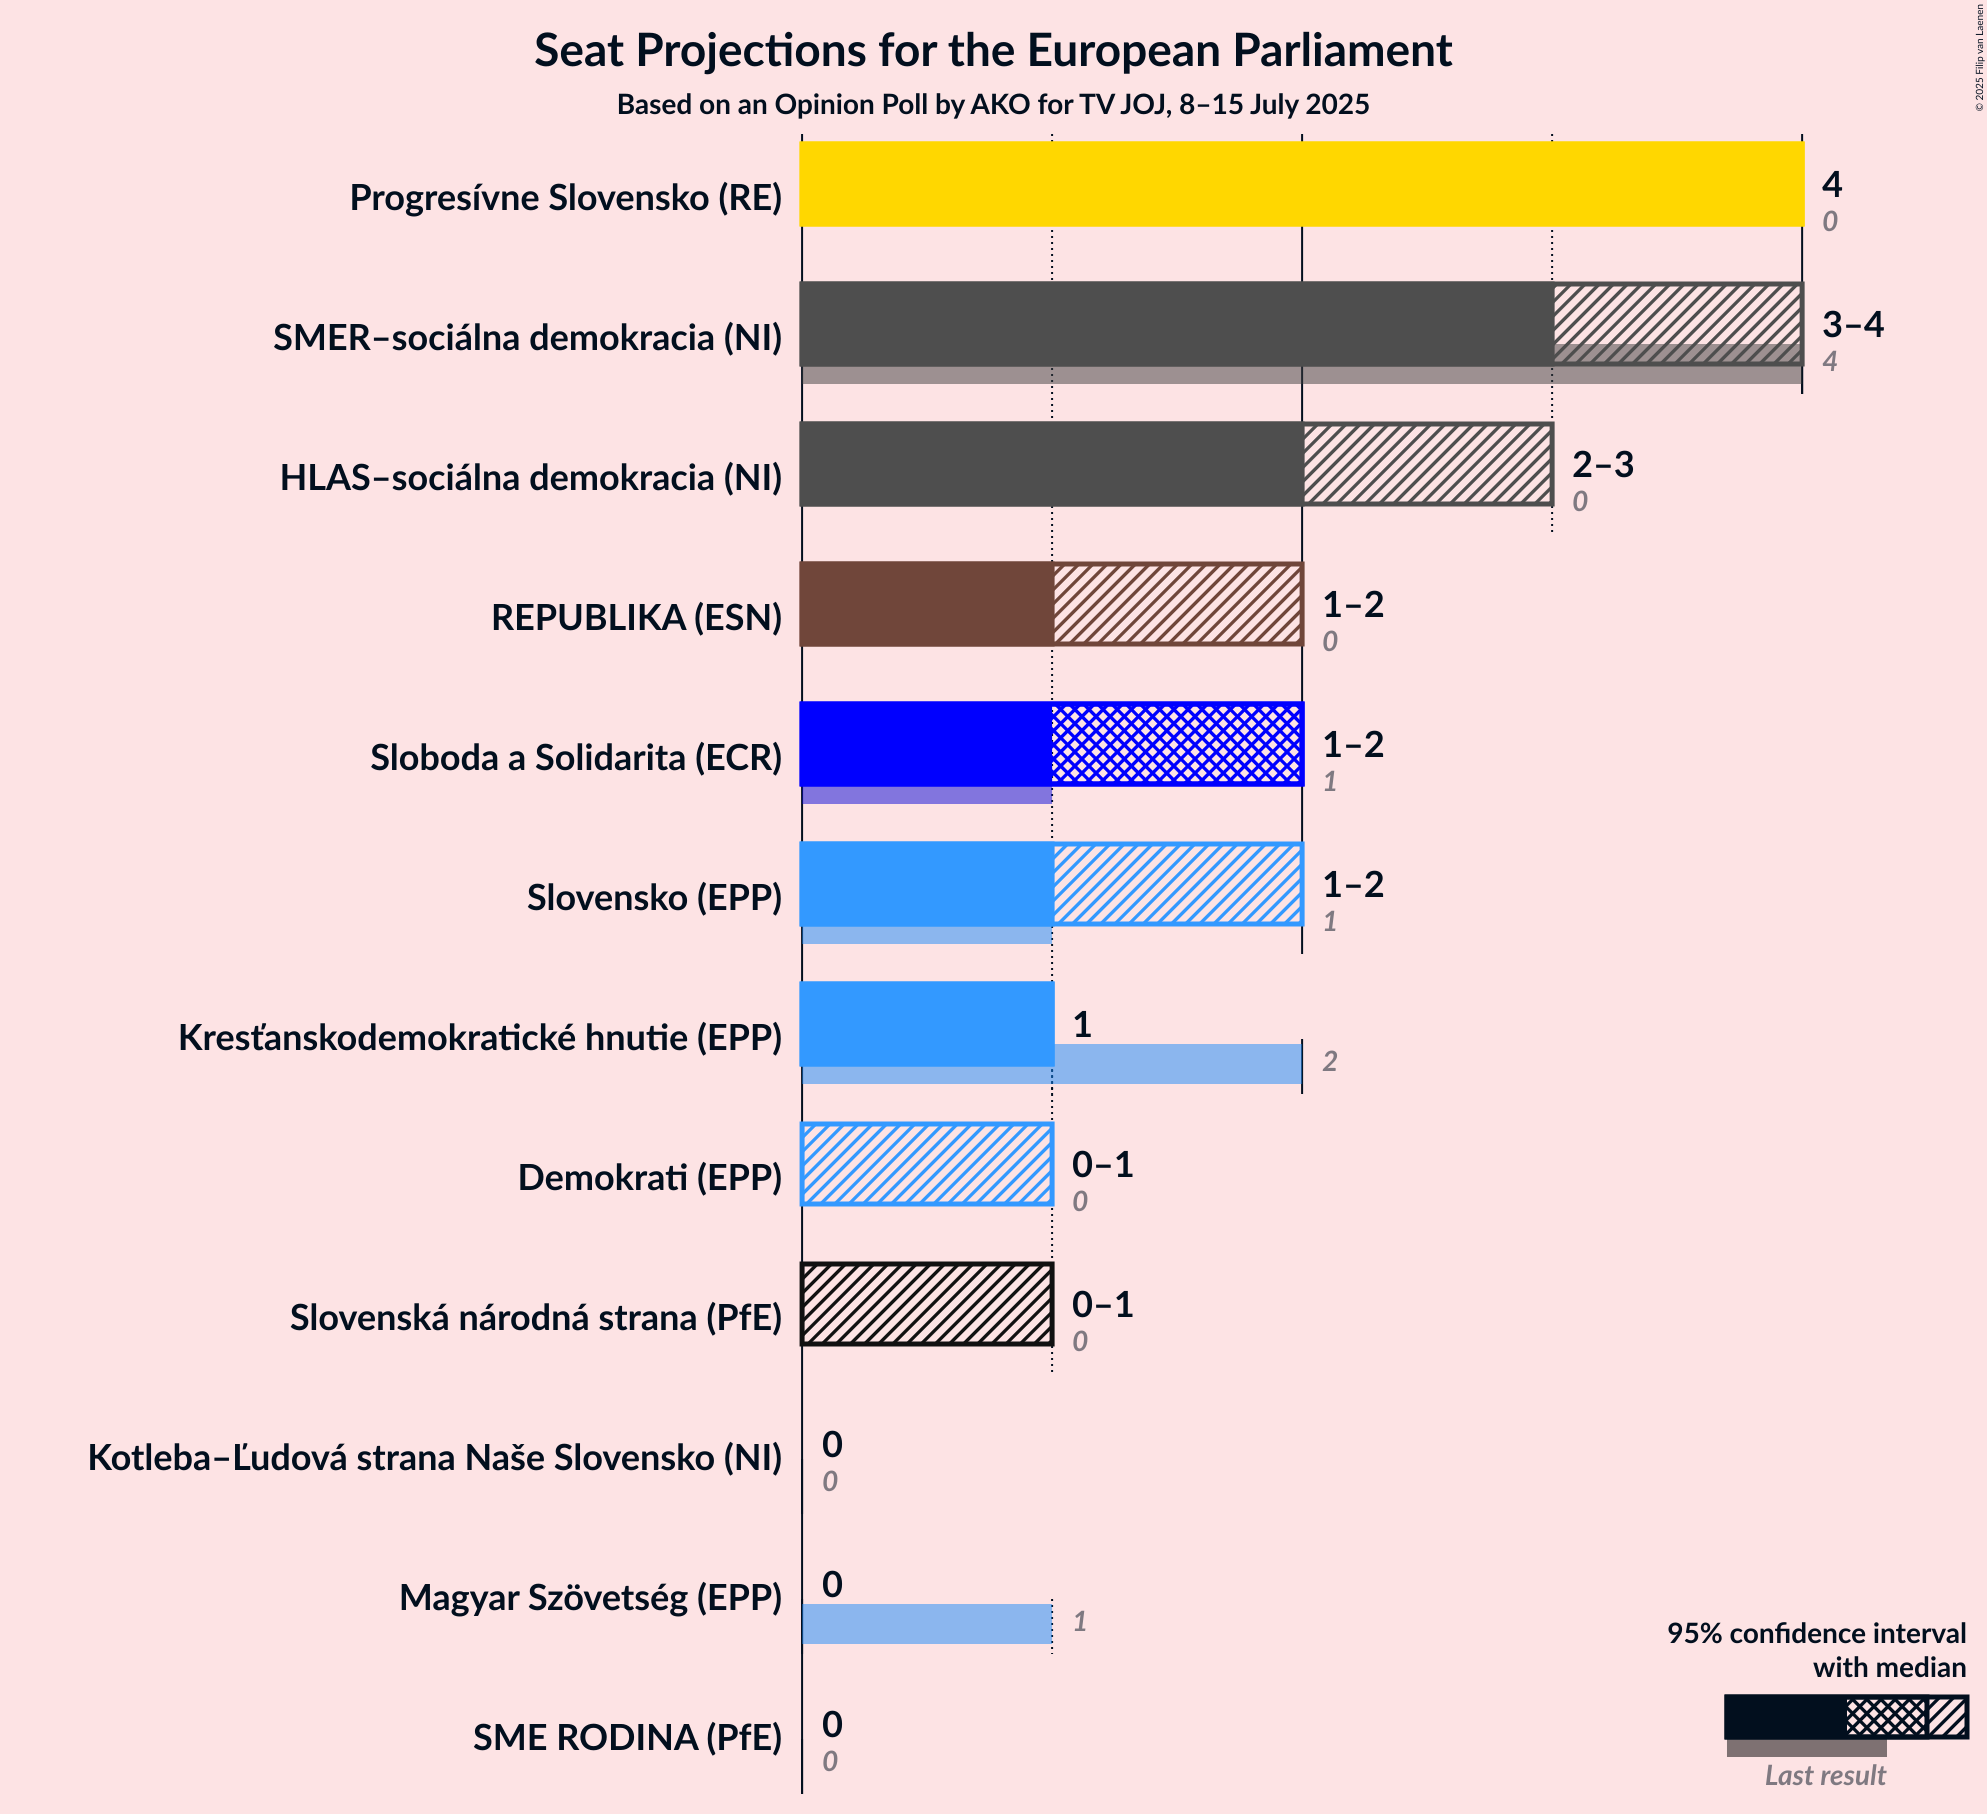 Seat Projections for the European Parliament
Based on an Opinion Poll by AKO for TV JOJ, 8–15 July 2025
© 2025 Filip van Laenen
Progresívne Slovensko (RE)
4
0
SMER–sociálna demokracia (NI)
3–4
4
HLAS–sociálna demokracia (NI)
2–3
0
REPUBLIKA (ESN)
1–2
0
Sloboda a Solidarita (ECR)
1–2
1
Slovensko (EPP)
1–2
1
Kresťanskodemokratické hnutie (EPP)
1
2
Demokrati (EPP)
0–1
0
Slovenská národná strana (PfE)
0–1
0
Kotleba–Ľudová strana Naše Slovensko (NI)
0
0
Magyar Szövetség (EPP)
0
1
SME RODINA (PfE)
0
0
95% confidence interval
with median
Last result